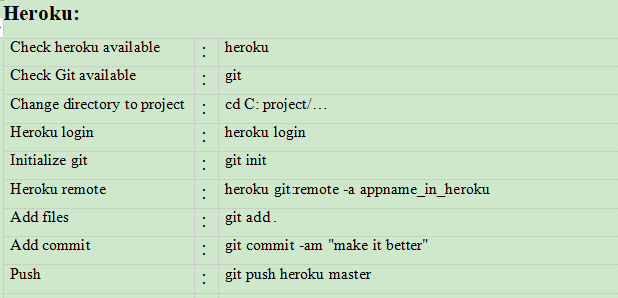 Heroku:
Check heroku available : heroku
Check Git available : git
Change directory to project : cd C: project/…
Heroku login : heroku login
Initialize git : git init
Heroku remote : heroku git:remote -a appname_in_heroku
Add files : git add .
Add commit : git commit -am "make it better"
Push : git push heroku master